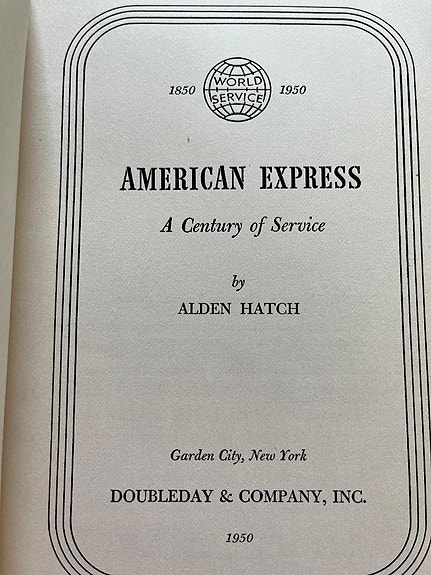 1850 WORLD SERVICE 1950
AMERICAN EXPRESS
A Century of Service
by
ALDEN HATCH
Garden City, New York
DOUBLEDAY & COMPANY, INC.
1950